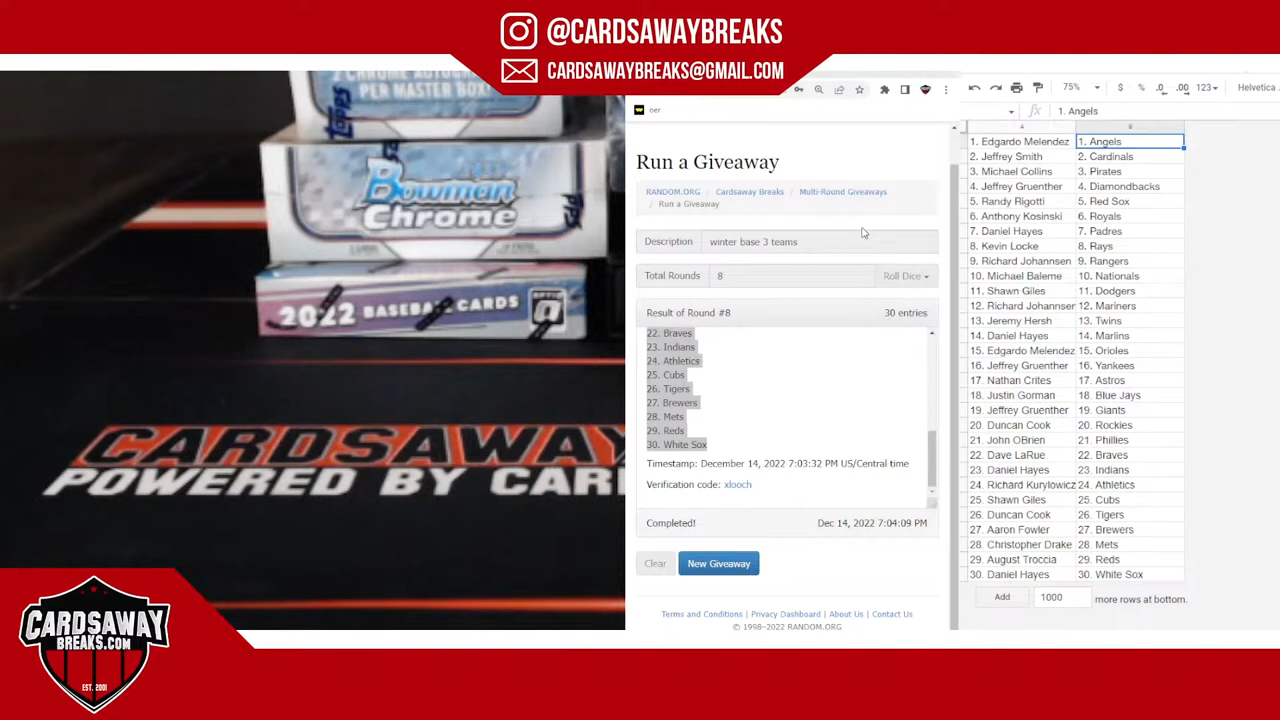 @CARDSAWAYBREAKS
CARDSAWAYBREAKS@GMAIL.COM
CHROME AUTOGRAPH
PER MASTER BOX!
topps
Bowman
Chrome
2022 BASEBALL CARDS
CARDSAWAY
POWERED BY CAR
CARDSAWAY
BREAKS.COM
EST. 2001
oer
Run a Giveaway
RANDOM.ORG / Cardsaway Breaks / Multi-Round Giveaways
/ Run a Giveaway
Description winter base 3 teams
Total Rounds 8 Roll Dice
Result of Round #8 30 entries
22. Braves
23. Indians
24. Athletics
25. Cubs
26. Tigers
27. Brewers
28. Mets
29. Reds
30. White Sox
Timestamp: December 14, 2022 7:03:32 PM US/Central time
Verification code: xlooch
Completed! Dec 14, 2022 7:04:09 PM
Clear New Giveaway
Terms and Conditions | Privacy Dashboard | About Us | Contact Us
© 1998–2022 RANDOM.ORG
75% $ % .0 .00 123 Helvetica
fx 1. Angels
A B
1. Edgardo Melendez 1. Angels
2. Jeffrey Smith 2. Cardinals
3. Michael Collins 3. Pirates
4. Jeffrey Gruenther 4. Diamondbacks
5. Randy Rigotti 5. Red Sox
6. Anthony Kosinski 6. Royals
7. Daniel Hayes 7. Padres
8. Kevin Locke 8. Rays
9. Richard Johannsen 9. Rangers
10. Michael Baleme 10. Nationals
11. Shawn Giles 11. Dodgers
12. Richard Johannsen 12. Mariners
13. Jeremy Hersh 13. Twins
14. Daniel Hayes 14. Marlins
15. Edgardo Melendez 15. Orioles
16. Jeffrey Gruenther 16. Yankees
17. Nathan Crites 17. Astros
18. Justin Gorman 18. Blue Jays
19. Jeffrey Gruenther 19. Giants
20. Duncan Cook 20. Rockies
21. John OBrien 21. Phillies
22. Dave LaRue 22. Braves
23. Daniel Hayes 23. Indians
24. Richard Kurylowicz 24. Athletics
25. Shawn Giles 25. Cubs
26. Duncan Cook 26. Tigers
27. Aaron Fowler 27. Brewers
28. Christopher Drake 28. Mets
29. August Troccia 29. Reds
30. Daniel Hayes 30. White Sox
Add 1000 more rows at bottom.